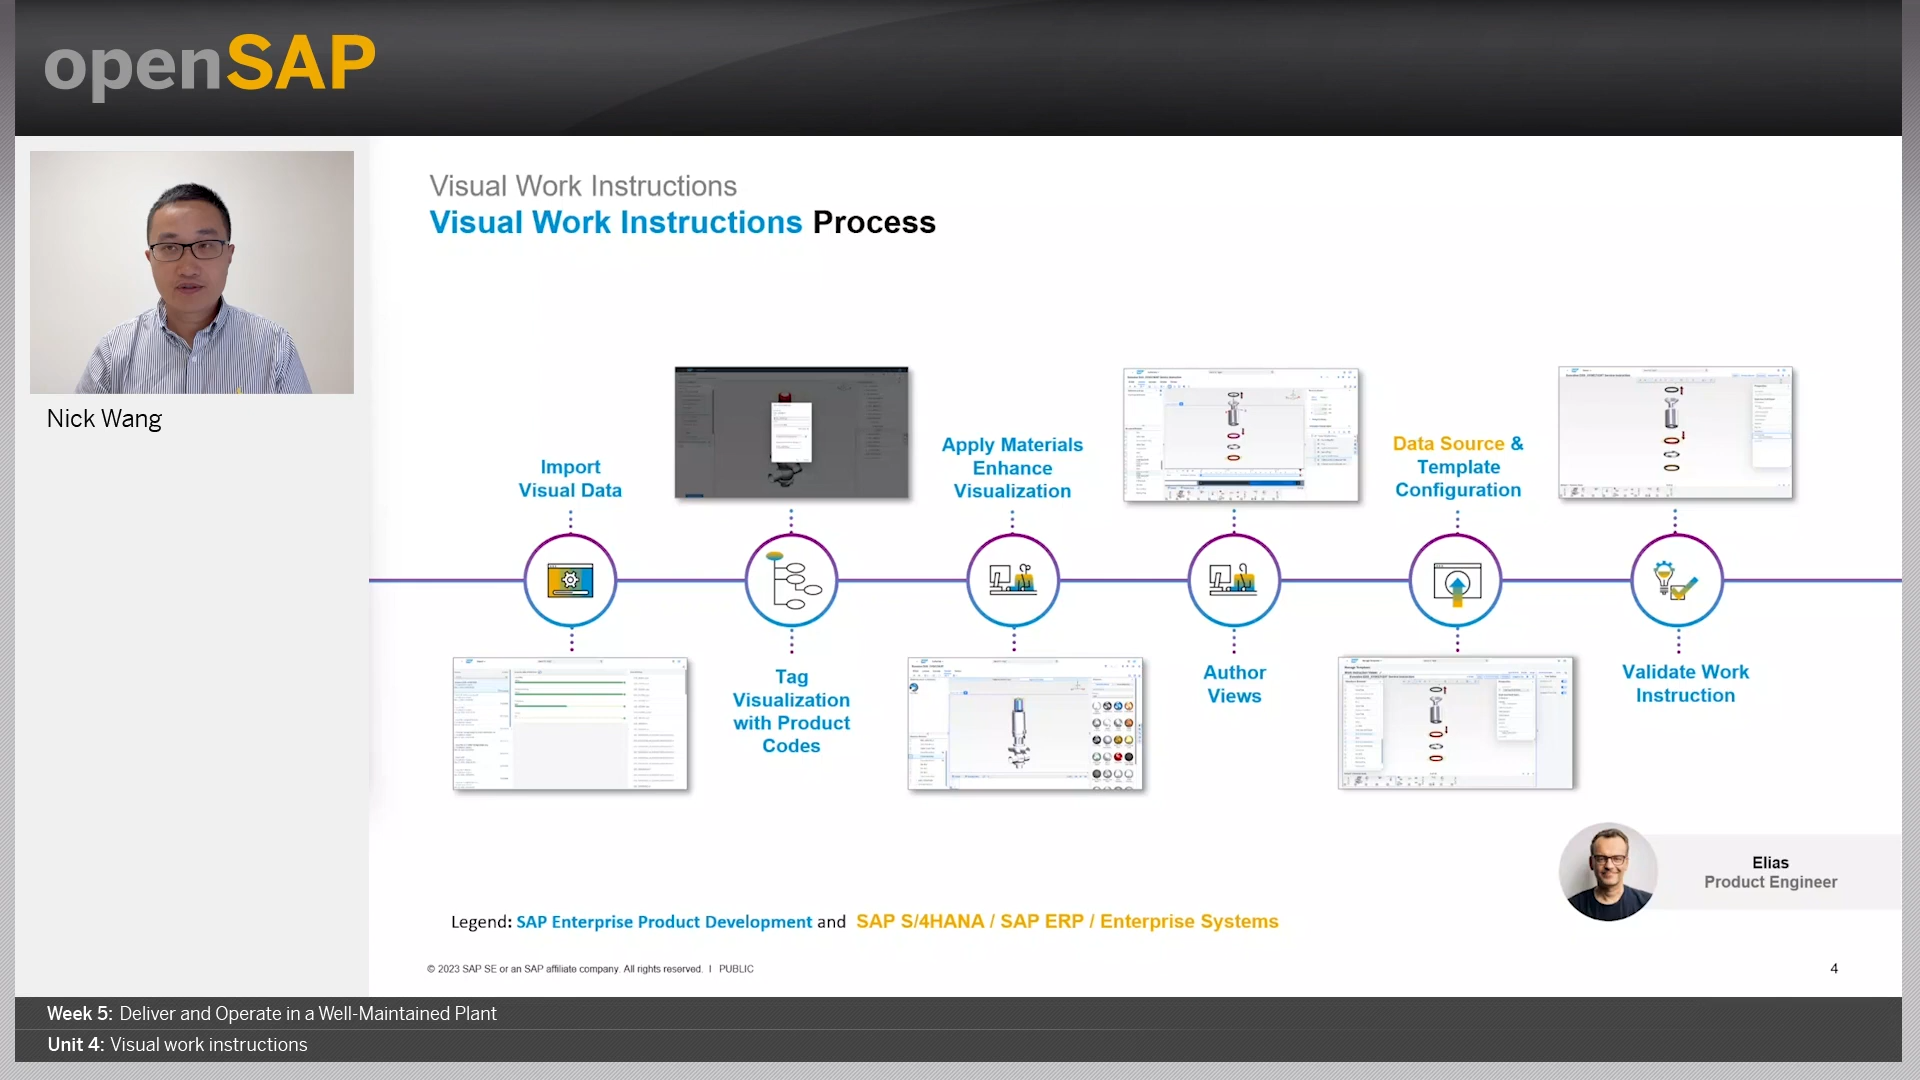 openSAP
Nick Wang
Visual Work Instructions
Visual Work Instructions Process
Import
Visual Data
Tag
Visualization
with Product
Codes
Apply Materials
Enhance
Visualization
Author
Views
Data Source &
Template
Configuration
Validate Work
Instruction
Elias
Product Engineer
Legend: SAP Enterprise Product Development and SAP S/4HANA / SAP ERP / Enterprise Systems
© 2023 SAP SE or an SAP affiliate company. All rights reserved. I PUBLIC
4
Week 5: Deliver and Operate in a Well-Maintained Plant
Unit 4: Visual work instructions